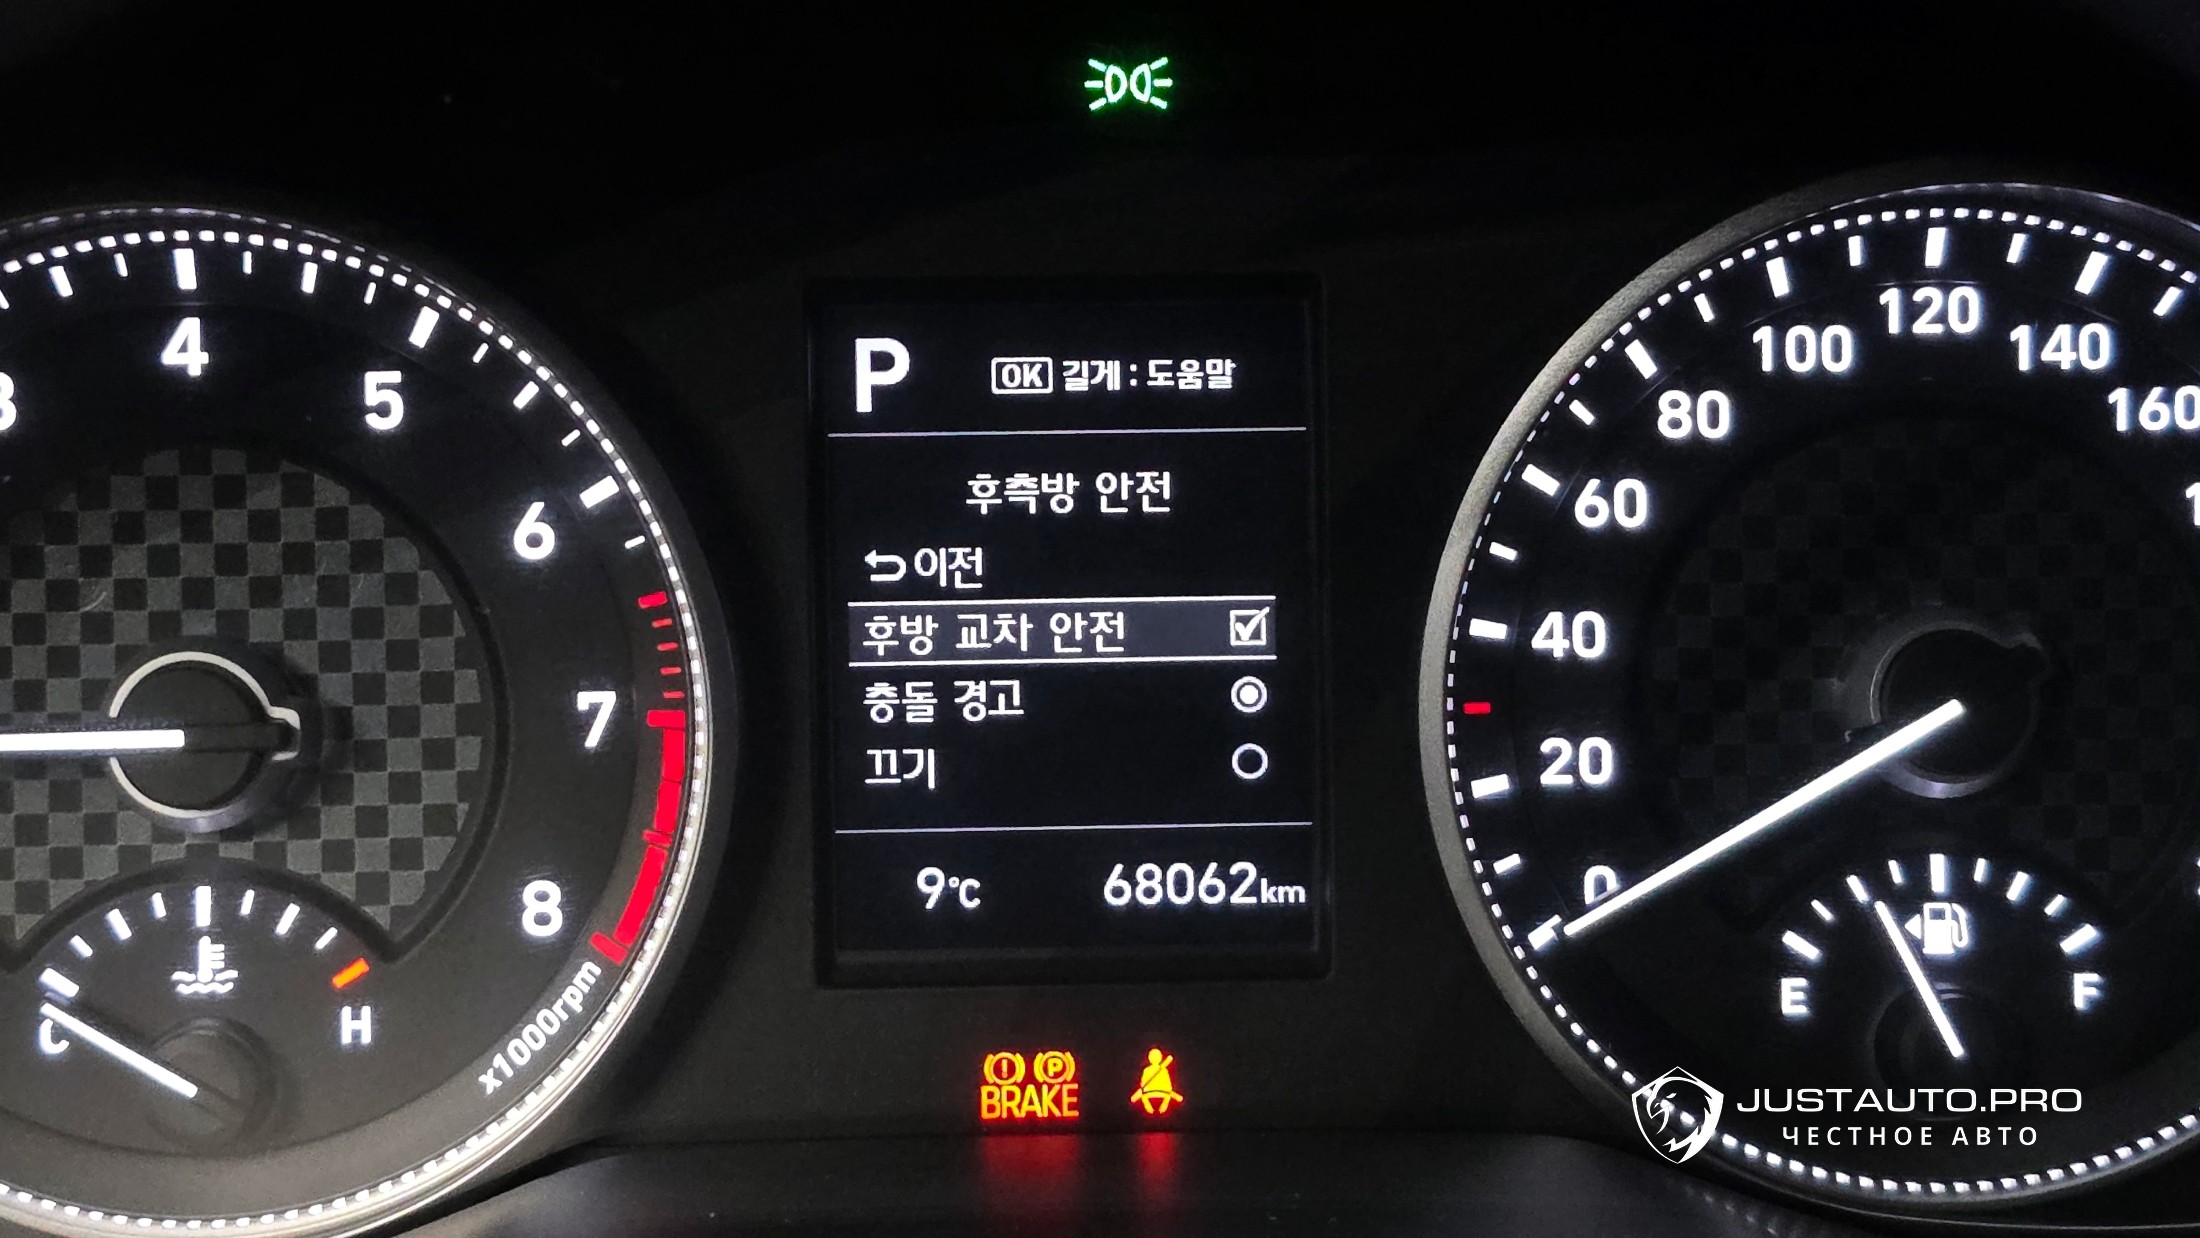 3
4
5
6
7
8
x1000rpm
C
H
P
OK 길게 : 도움말
후측방 안전
이전
후방 교차 안전
충돌 경고
끄기
9°C 68062km
BRAKE
P
0
20
40
60
80
100
120
140
160
E
F
JUSTAUTO.PRO
ЧЕСТНОЕ АВТО